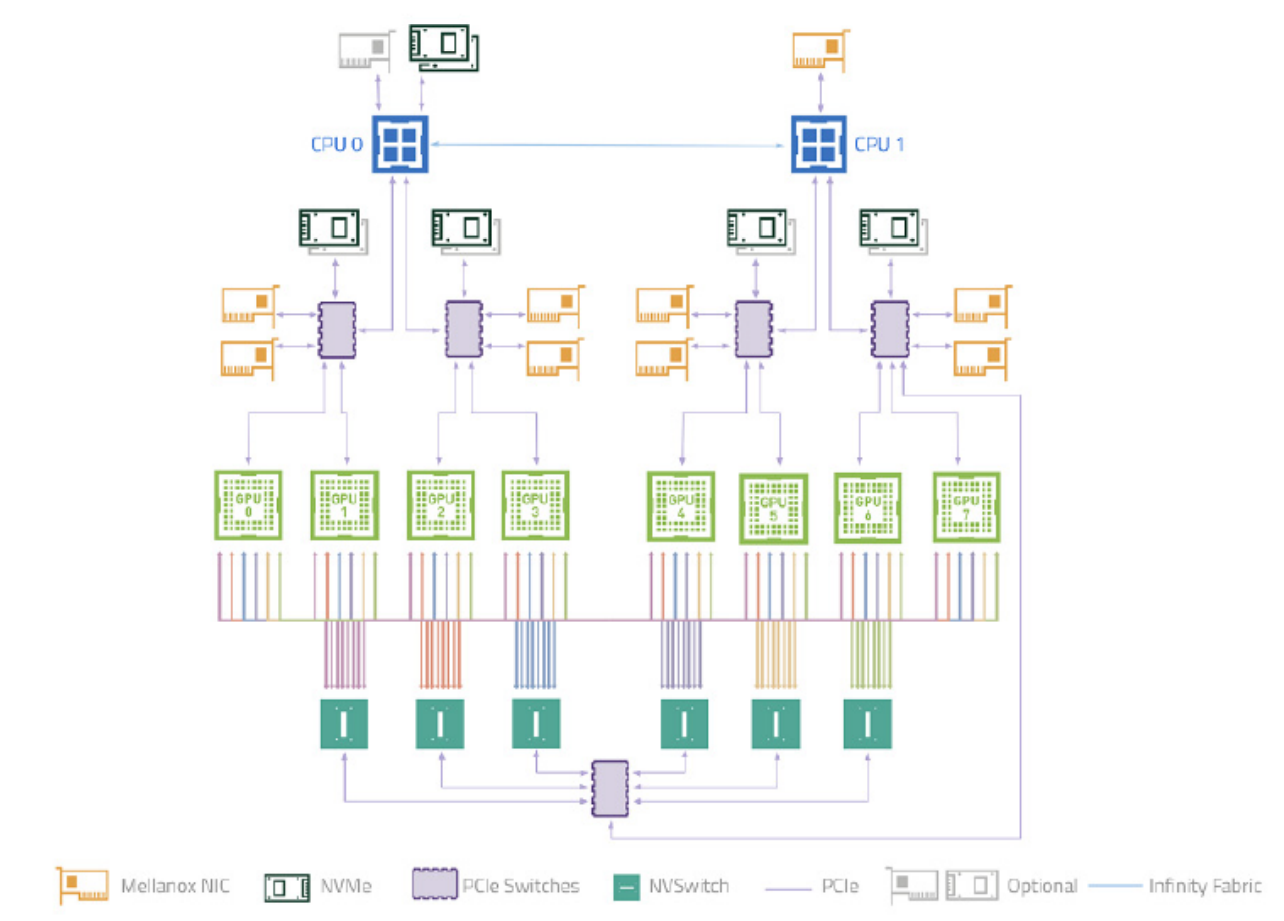 CPU 0
CPU 1
GPU
0
GPU
1
GPU
2
GPU
3
GPU
4
GPU
5
GPU
6
GPU
7
Mellanox NIC
NVMe
PCIe Switches
NVSwitch
PCIe
Optional
Infinity Fabric